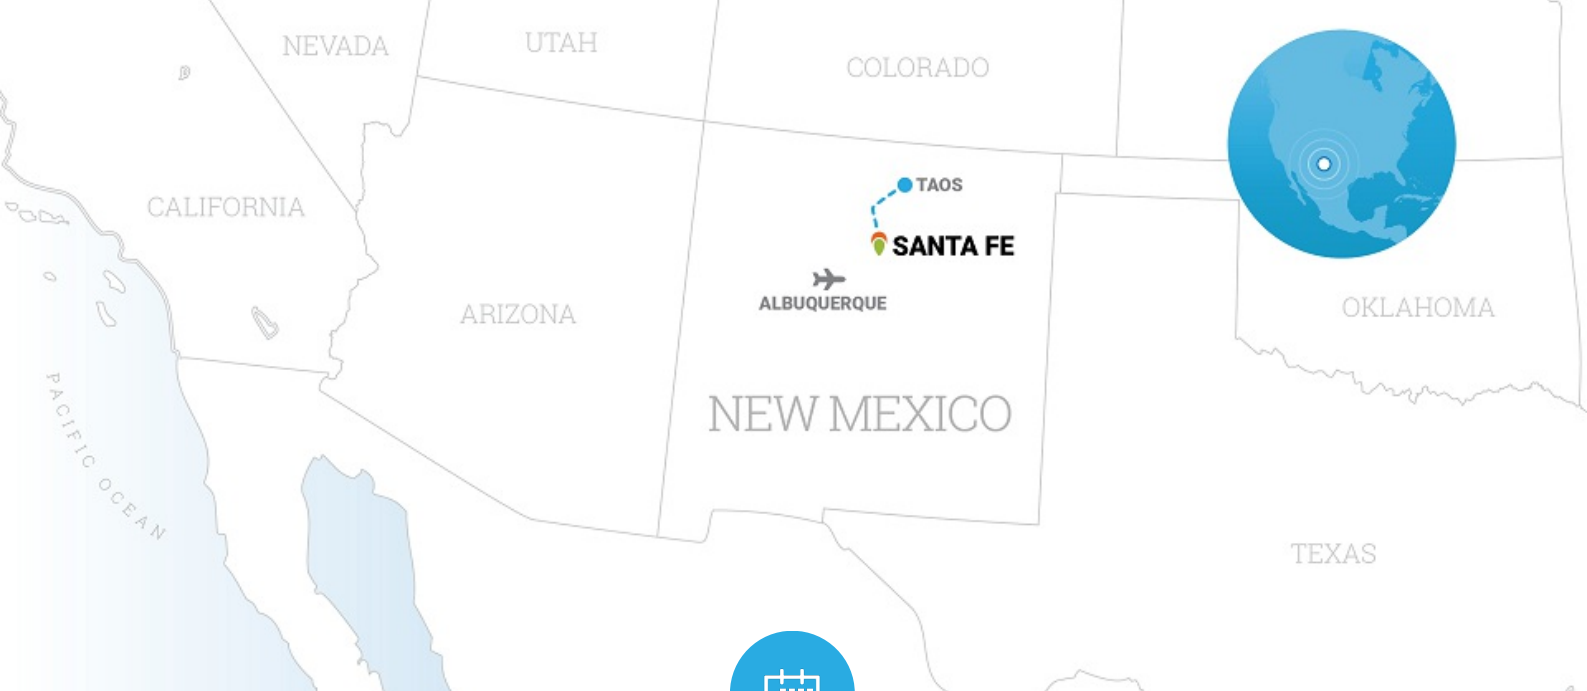 NEVADA
UTAH
COLORADO
TAOS
CALIFORNIA
SANTA FE
ALBUQUERQUE
ARIZONA
OKLAHOMA
NEW MEXICO
PACIFIC OCEAN
TEXAS